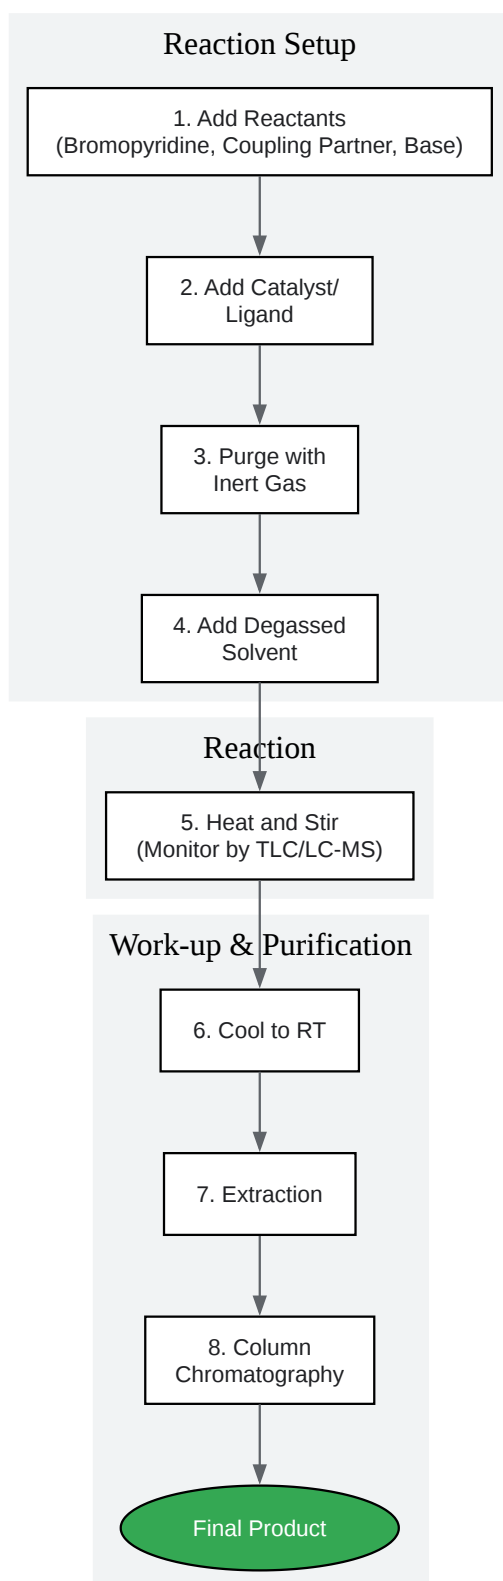 Reaction Setup
1. Add Reactants
(Bromopyridine, Coupling Partner, Base)
2. Add Catalyst/
Ligand
3. Purge with
Inert Gas
4. Add Degassed
Solvent
Reaction
5. Heat and Stir
(Monitor by TLC/LC-MS)
Work-up & Purification
6. Cool to RT
7. Extraction
8. Column
Chromatography
Final Product